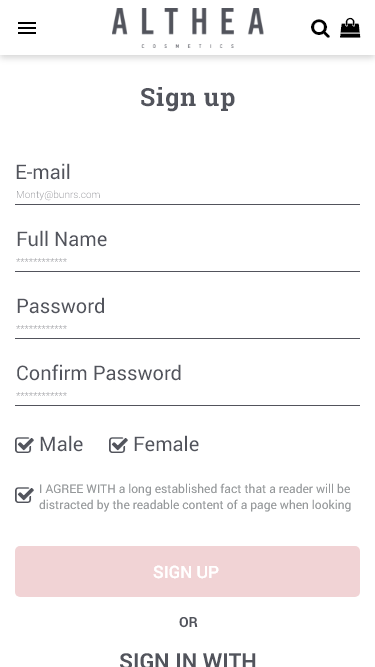 ALTHEA
COSMETICS
Sign up
E-mail
Monty@bunrs.com
Full Name
************
Password
************
Confirm Password
************
Male Female
I AGREE WITH a long established fact that a reader will be
distracted by the readable content of a page when looking
SIGN UP
OR
SIGN IN WITH